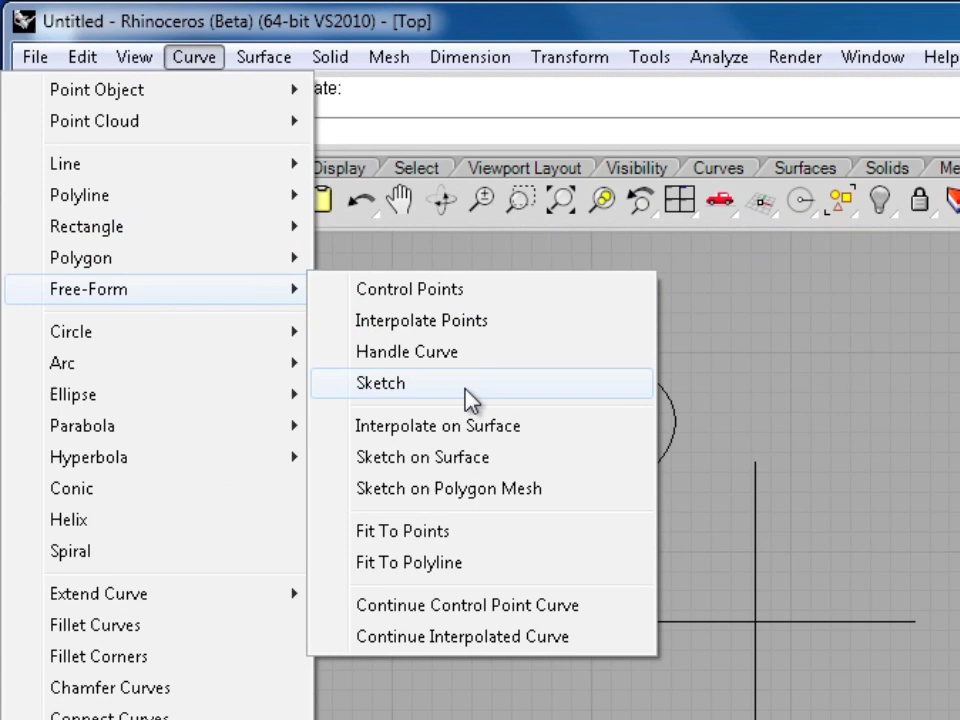 Untitled - Rhinoceros (Beta) (64-bit VS2010) - [Top]
File Edit View Curve Surface Solid Mesh Dimension Transform Tools Analyze Render Window Help
ate:
Display Select Viewport Layout Visibility Curves Surfaces Solids Me
Point Object
Point Cloud
Line
Polyline
Rectangle
Polygon
Free-Form
Circle
Arc
Ellipse
Parabola
Hyperbola
Conic
Helix
Spiral
Extend Curve
Fillet Curves
Fillet Corners
Chamfer Curves
Connect Curves
Control Points
Interpolate Points
Handle Curve
Sketch
Interpolate on Surface
Sketch on Surface
Sketch on Polygon Mesh
Fit To Points
Fit To Polyline
Continue Control Point Curve
Continue Interpolated Curve